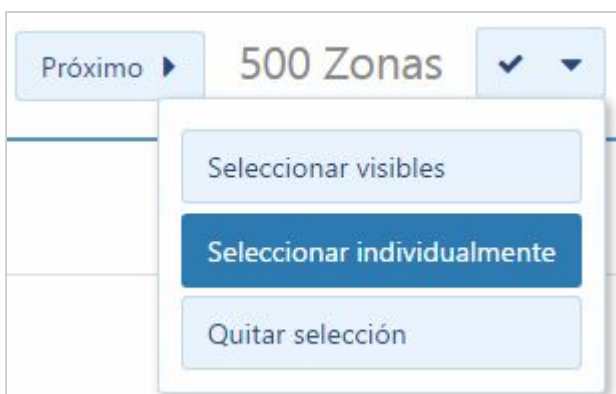 Próximo 500 Zonas
Seleccionar visibles
Seleccionar individualmente
Quitar selección